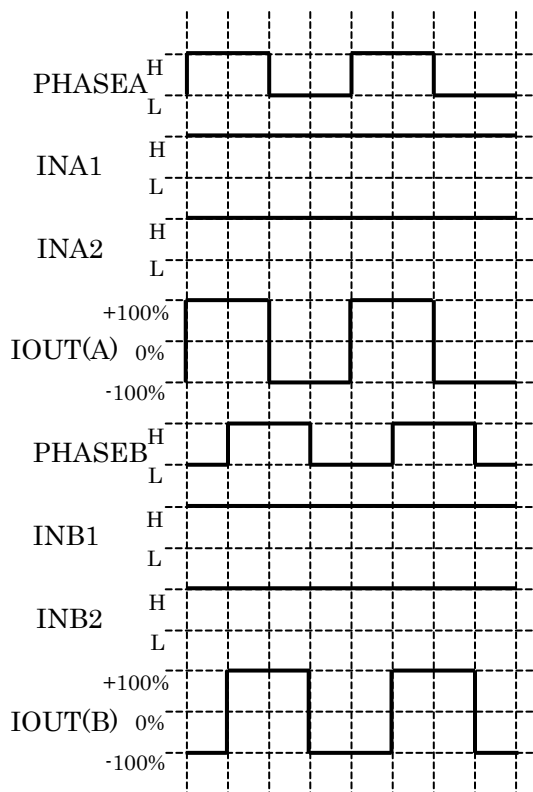 PHASEA H
L
INA1 H
L
INA2 H
L
+100%
IOUT(A) 0%
-100%
PHASEB H
L
INB1 H
L
INB2 H
L
+100%
IOUT(B) 0%
-100%